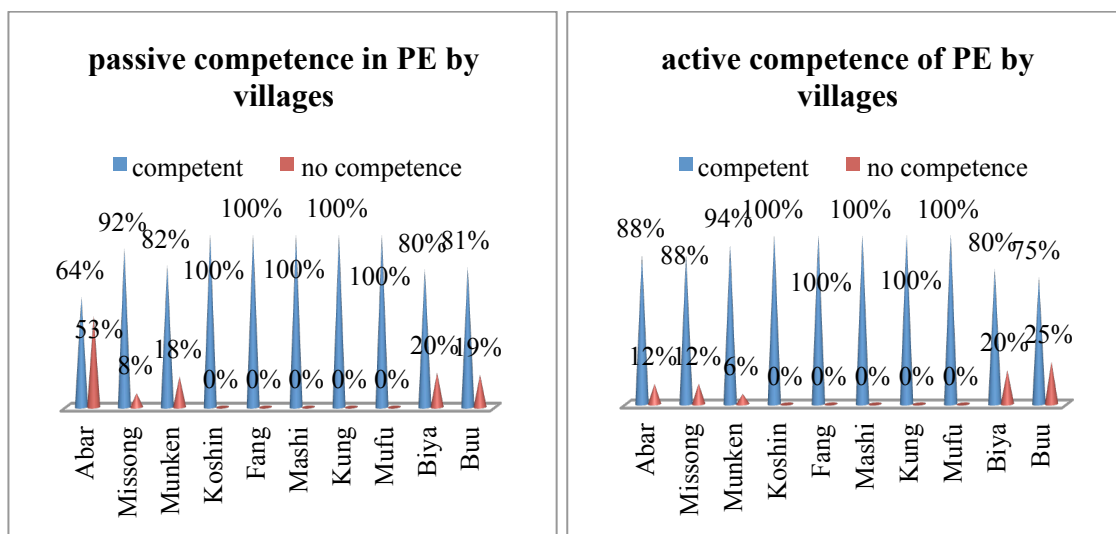 passive competence in PE by
villages
competent no competence
100% 100%
92%
82% 80% 81%
64% 100% 100% 100%
53%
8% 18% 0% 0% 0% 0% 0% 20% 19%
Abar
Missong
Munken
Koshin
Fang
Mashi
Kung
Mufu
Biya
Buu
active competence of PE by
villages
competent no competence
94% 100% 100% 100%
88% 88% 80% 75%
100% 100%
12% 12% 6% 0% 0% 0% 0% 0% 20% 25%
Abar
Missong
Munken
Koshin
Fang
Mashi
Kung
Mufu
Biya
Buu